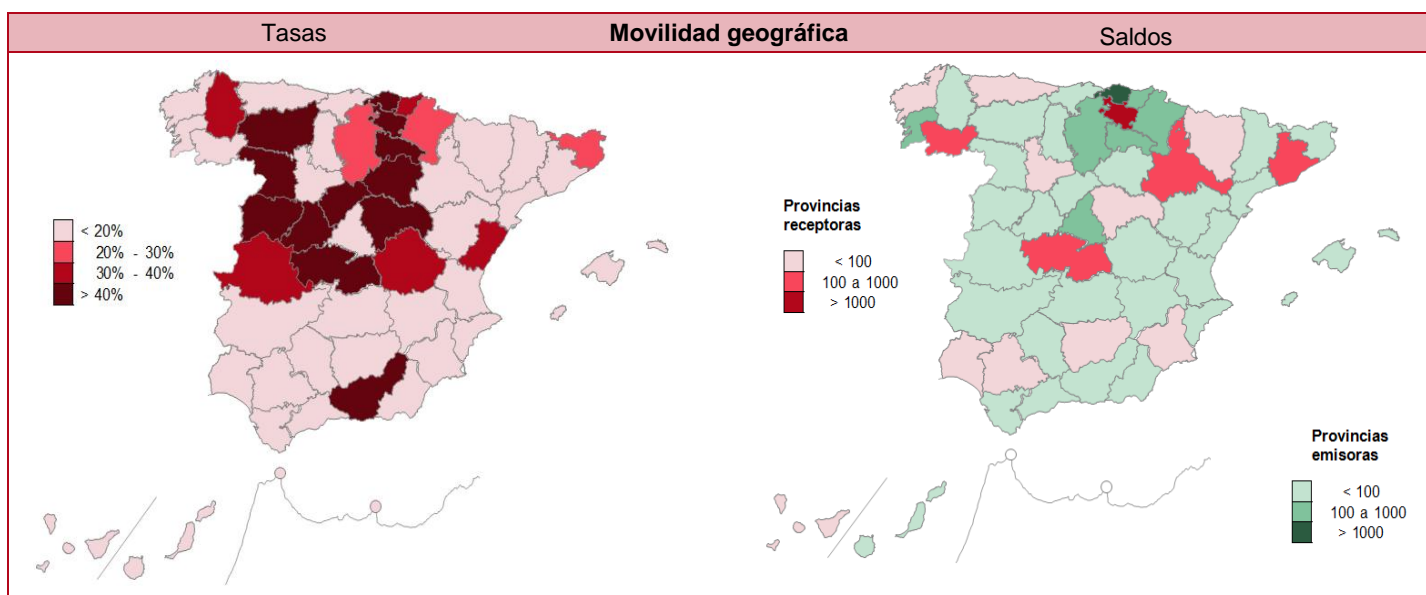 Tasas
Movilidad geográfica
Saldos
< 20%
20% - 30%
30% - 40%
> 40%
Provincias
receptoras
< 100
100 a 1000
> 1000
Provincias
emisoras
< 100
100 a 1000
> 1000